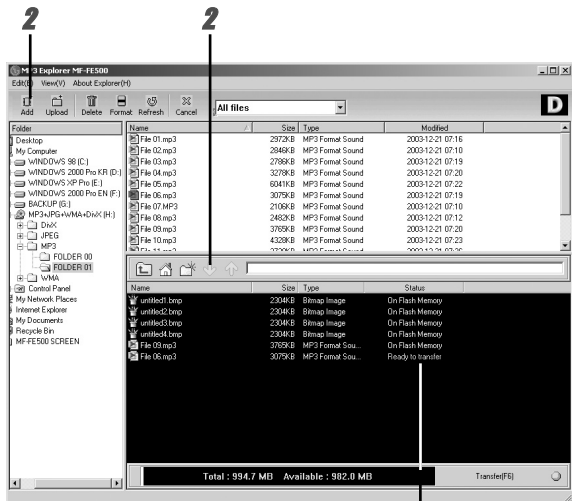 2 2
MP3 Explorer MF-FE500
Edit(E) View(V) About Explorer(H)
Add Upload Delete Format Refresh Cancel All files D
Folder
Desktop
My Computer
WINDOWS 98 (C:)
WINDOWS 2000 Pro KR (D:)
WINDOWS XP Pro (E:)
WINDOWS 2000 Pro EN (F:)
BACKUP (G:)
MP3+JPG+WMA+DivX (H:)
DivX
JPEG
MP3
FOLDER 00
FOLDER 01
WMA
Control Panel
My Network Places
Internet Explorer
My Documents
Recycle Bin
MF-FE500 SCREEN
Name Size Type Modified
File 01.mp3 2972KB MP3 Format Sound 2003-12-21 07:16
File 02.mp3 2846KB MP3 Format Sound 2003-12-21 07:10
File 03.mp3 2786KB MP3 Format Sound 2003-12-21 07:19
File 04.mp3 3278KB MP3 Format Sound 2003-12-21 07:20
File 05.mp3 6041KB MP3 Format Sound 2003-12-21 07:22
File 06.mp3 3075KB MP3 Format Sound 2003-12-21 07:19
File 07.MP3 2106KB MP3 Format Sound 2003-12-21 07:10
File 08.mp3 2482KB MP3 Format Sound 2003-12-21 07:12
File 09.mp3 3765KB MP3 Format Sound 2003-12-21 07:20
File 10.mp3 4328KB MP3 Format Sound 2003-12-21 07:23
Name Size Type Status
untitled1.bmp 2304KB Bitmap Image On Flash Memory
untitled2.bmp 2304KB Bitmap Image On Flash Memory
untitled3.bmp 2304KB Bitmap Image On Flash Memory
untitled4.bmp 2304KB Bitmap Image On Flash Memory
File 09.mp3 3765KB MP3 Format Sou... On Flash Memory
File 06.mp3 3075KB MP3 Format Sou... Ready to transfer
Total : 994.7 MB Available : 982.0 MB Transfer(F6)